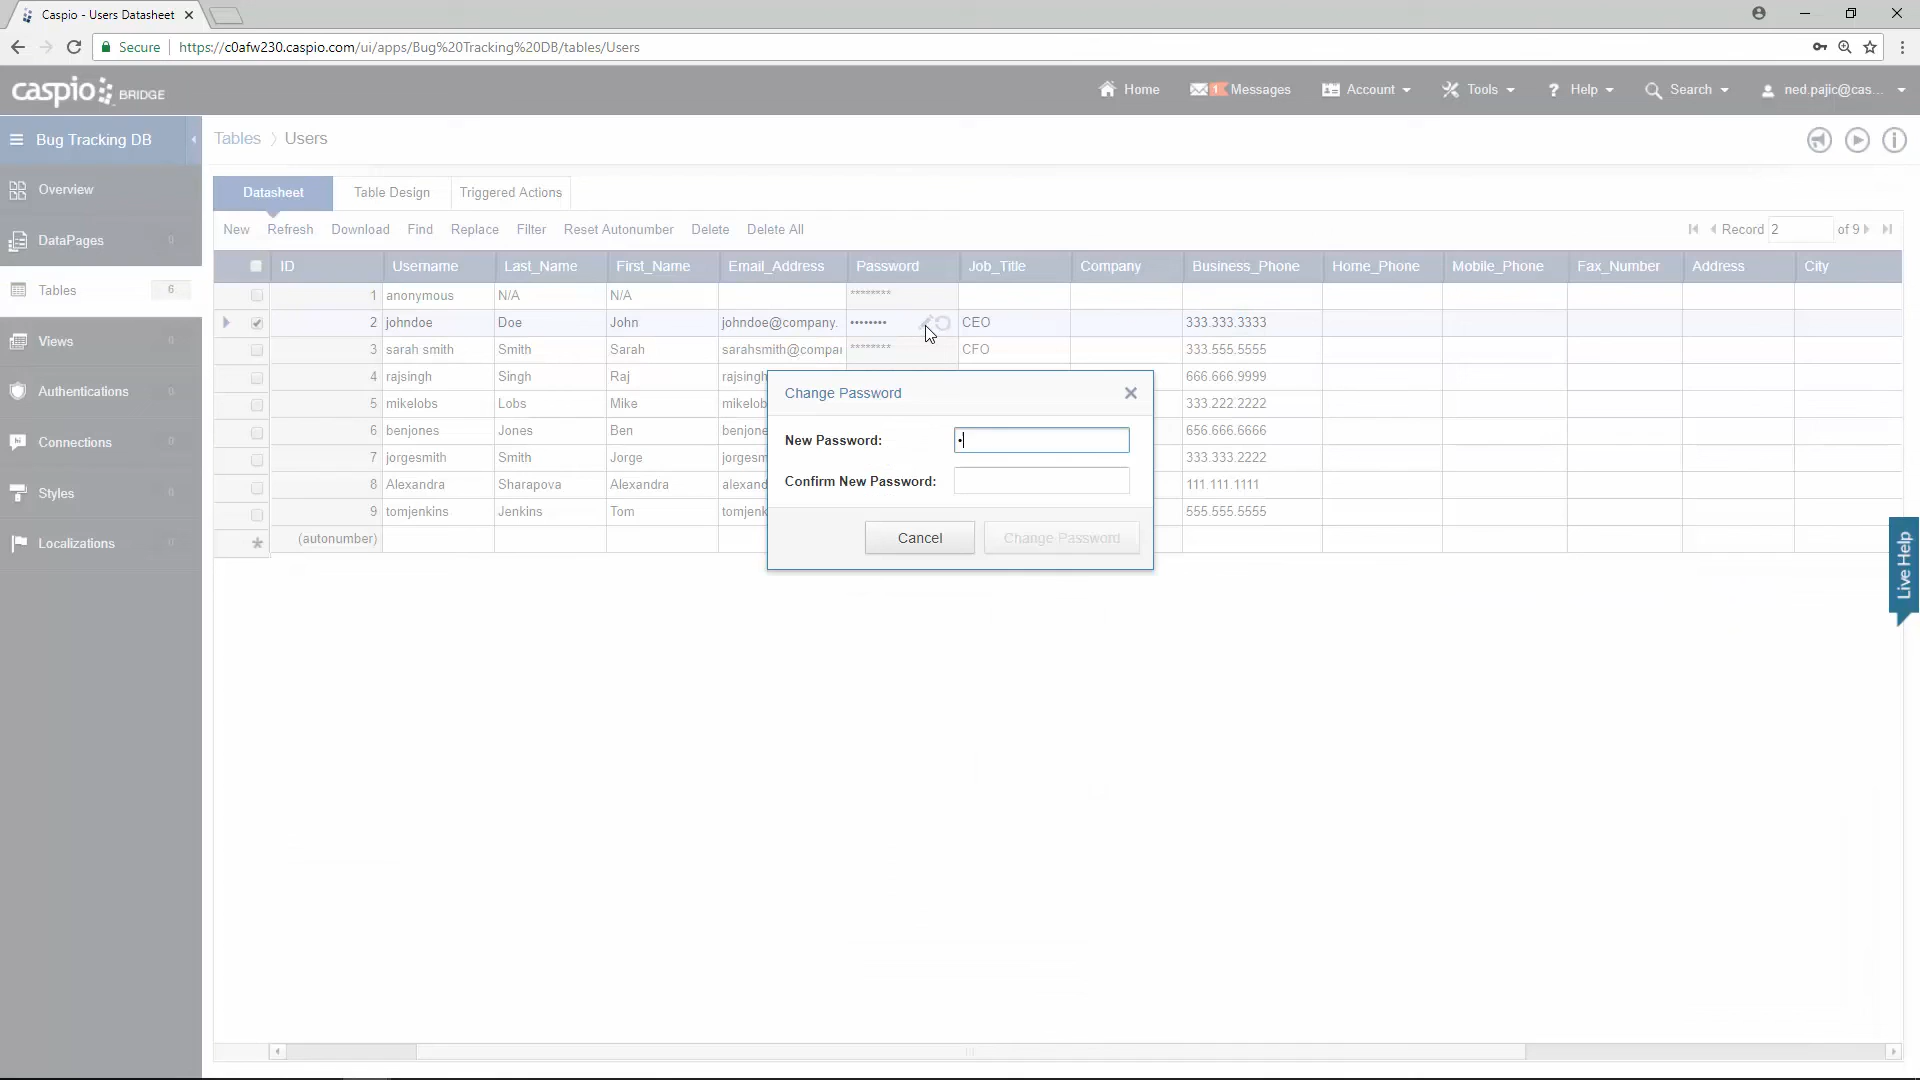 Caspio - Users Datasheet
Secure https://c0afw230.caspio.com/ui/apps/Bug%20Tracking%20DB/tables/Users
caspio BRIDGE
Home 1 Messages Account Tools ? Help Search ned.pajic@cas...
Bug Tracking DB
Tables Users
Overview
DataPages 0
Tables 6
Views 0
Authentications 0
Connections 0
Styles 0
Localizations 0
Datasheet Table Design Triggered Actions
New Refresh Download Find Replace Filter Reset Autonumber Delete Delete All Record 2 of 9
ID Username Last_Name First_Name Email_Address Password Job_Title Company Business_Phone Home_Phone Mobile_Phone Fax_Number Address City
1 anonymous N/A N/A ********
2 johndoe Doe John johndoe@company. •••••••• CEO 333.333.3333
3 sarah smith Smith Sarah sarahsmith@compa ******** CFO 333.555.5555
4 rajsingh Singh Raj rajsingh 666.666.9999
5 mikelobs Lobs Mike mikelob 333.222.2222
6 benjones Jones Ben benjone 656.666.6666
7 jorgesmith Smith Jorge jorgesm 333.333.2222
8 Alexandra Sharapova Alexandra alexand 111.111.1111
9 tomjenkins Jenkins Tom tomjenk 555.555.5555
* (autonumber)
Change Password
New Password: •
Confirm New Password:
Cancel Change Password
Live Help